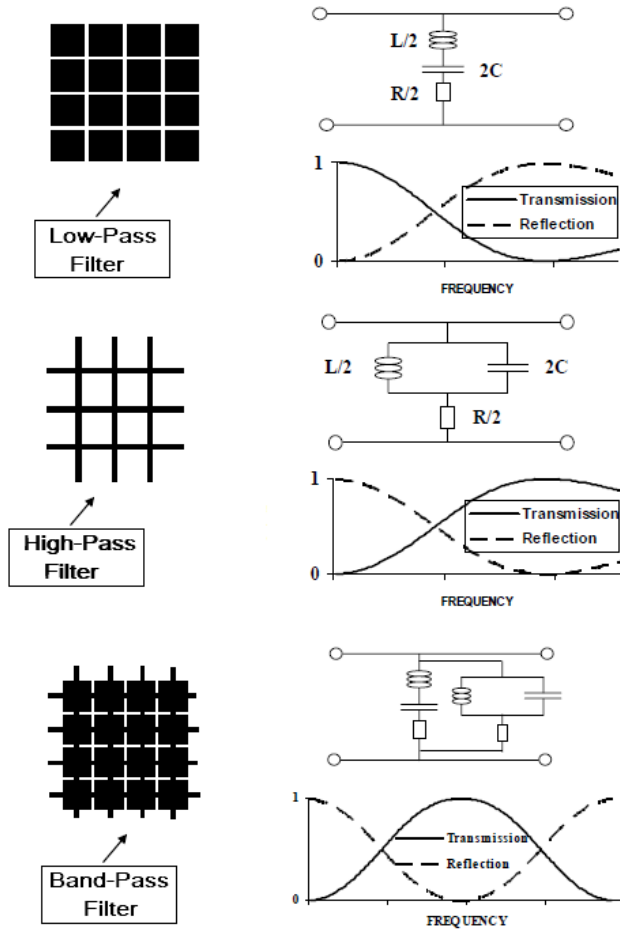 L/2
2C
R/2
1
Transmission
Reflection
0
FREQUENCY
Low-Pass
Filter
L/2
2C
R/2
1
Transmission
Reflection
0
FREQUENCY
High-Pass
Filter
1
Transmission
Reflection
0
FREQUENCY
Band-Pass
Filter